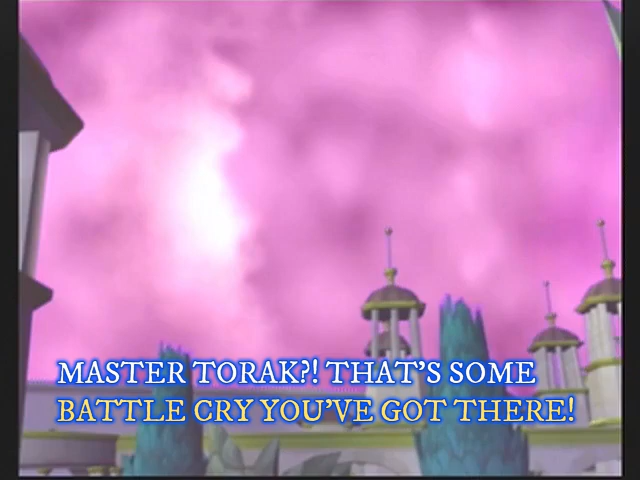 MASTER TORAK?! THAT'S SOME
BATTLE CRY YOU'VE GOT THERE!